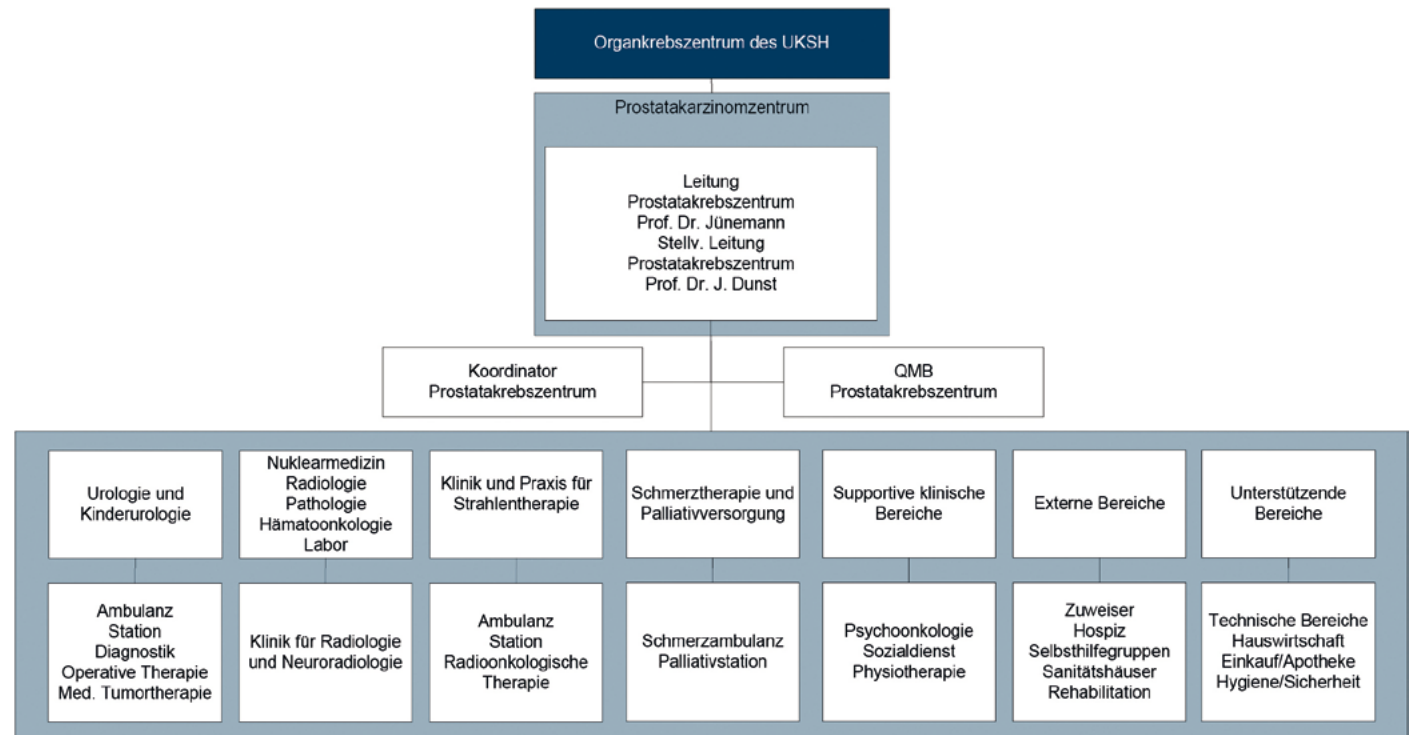 Organkrebszentrum des UKSH
Prostatakarzinomzentrum
Leitung
Prostatakrebszentrum
Prof. Dr. Jünemann
Stellv. Leitung
Prostatakrebszentrum
Prof. Dr. J. Dunst
Koordinator
Prostatakrebszentrum
QMB
Prostatakrebszentrum
Urologie und
Kinderurologie
Nuklearmedizin
Radiologie
Pathologie
Hämatoonkologie
Labor
Klinik und Praxis für
Strahlentherapie
Schmerztherapie und
Palliativversorgung
Supportive klinische
Bereiche
Externe Bereiche
Unterstützende
Bereiche
Ambulanz
Station
Diagnostik
Operative Therapie
Med. Tumortherapie
Klinik für Radiologie
und Neuroradiologie
Ambulanz
Station
Radioonkologische
Therapie
Schmerzambulanz
Palliativstation
Psychoonkologie
Sozialdienst
Physiotherapie
Zuweiser
Hospiz
Selbsthilfegruppen
Sanitätshäuser
Rehabilitation
Technische Bereiche
Hauswirtschaft
Einkauf/Apotheke
Hygiene/Sicherheit